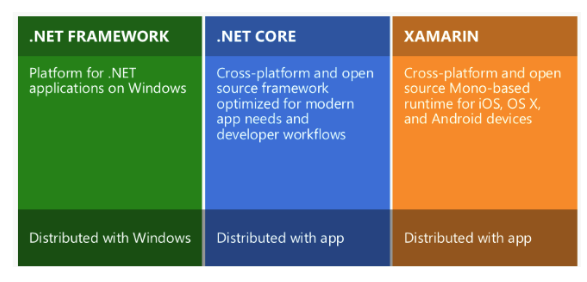 .NET FRAMEWORK
Platform for .NET
applications on Windows
Distributed with Windows
.NET CORE
Cross-platform and open
source framework
optimized for modern
app needs and
developer workflows
Distributed with app
XAMARIN
Cross-platform and open
source Mono-based
runtime for iOS, OS X,
and Android devices
Distributed with app